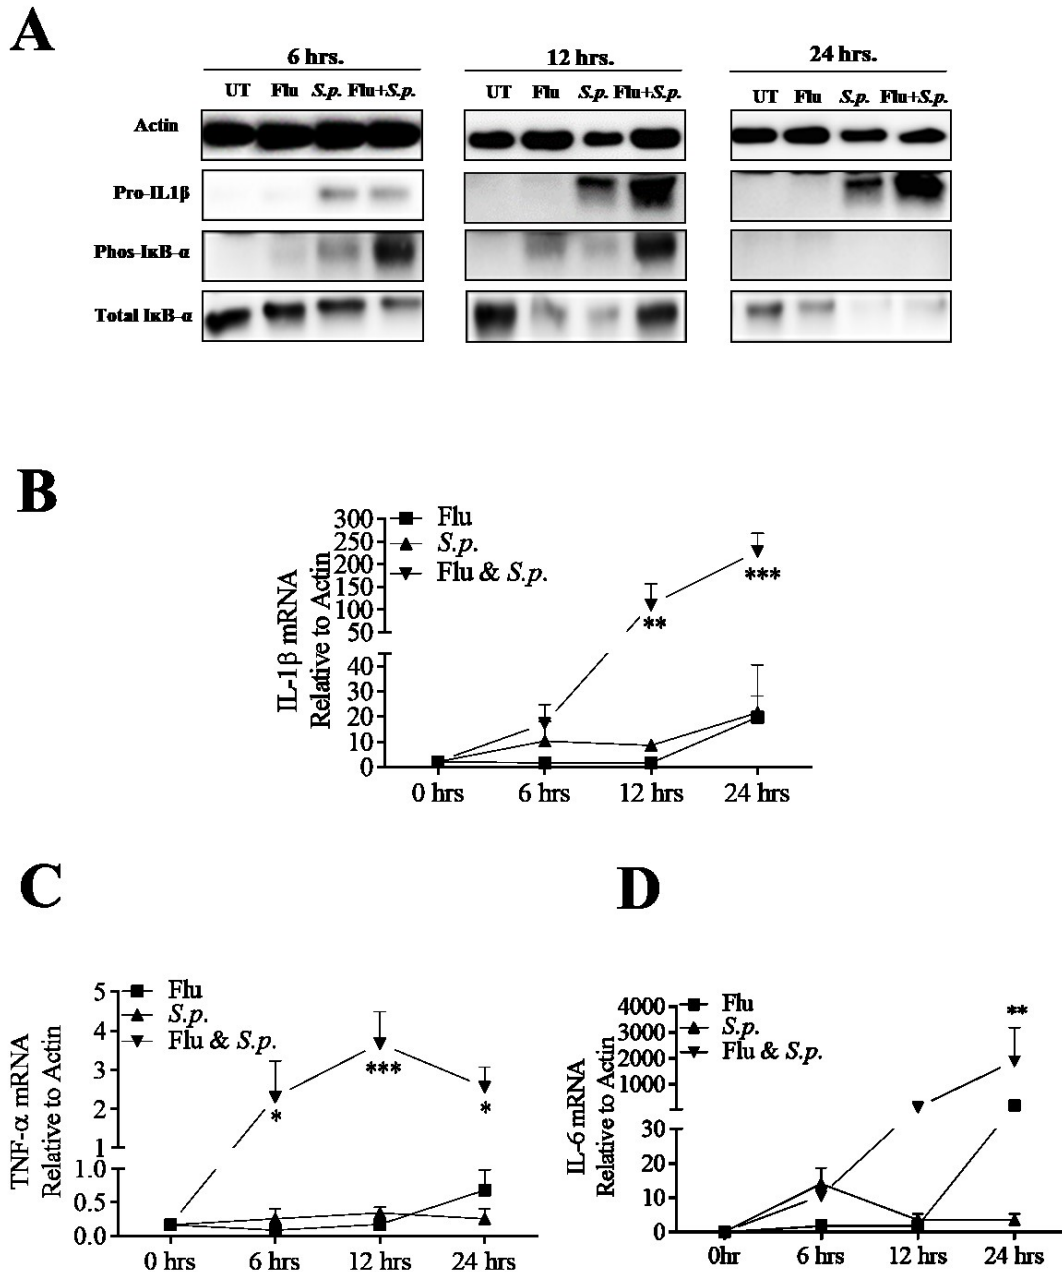 A
6 hrs.
12 hrs.
24 hrs.
UT Flu S.p. Flu+S.p.
UT Flu S.p. Flu+S.p.
UT Flu S.p. Flu+S.p.
Actin
Pro-IL1β
Phos-IκB-α
Total IκB-α
B
IL-1β mRNA
Relative to Actin
300
250
200
150
100
50
40
30
20
10
0
Flu
S.p.
Flu & S.p.
**
***
0 hrs 6 hrs 12 hrs 24 hrs
C
TNF-α mRNA
Relative to Actin
5
4
3
2
1
1.0
0.5
0.0
Flu
S.p.
Flu & S.p.
*
***
*
0 hrs 6 hrs 12 hrs 24 hrs
D
IL-6 mRNA
Relative to Actin
4000
3000
2000
1000
30
20
10
0
Flu
S.p.
Flu & S.p.
**
0hr 6 hrs 12 hrs 24 hrs